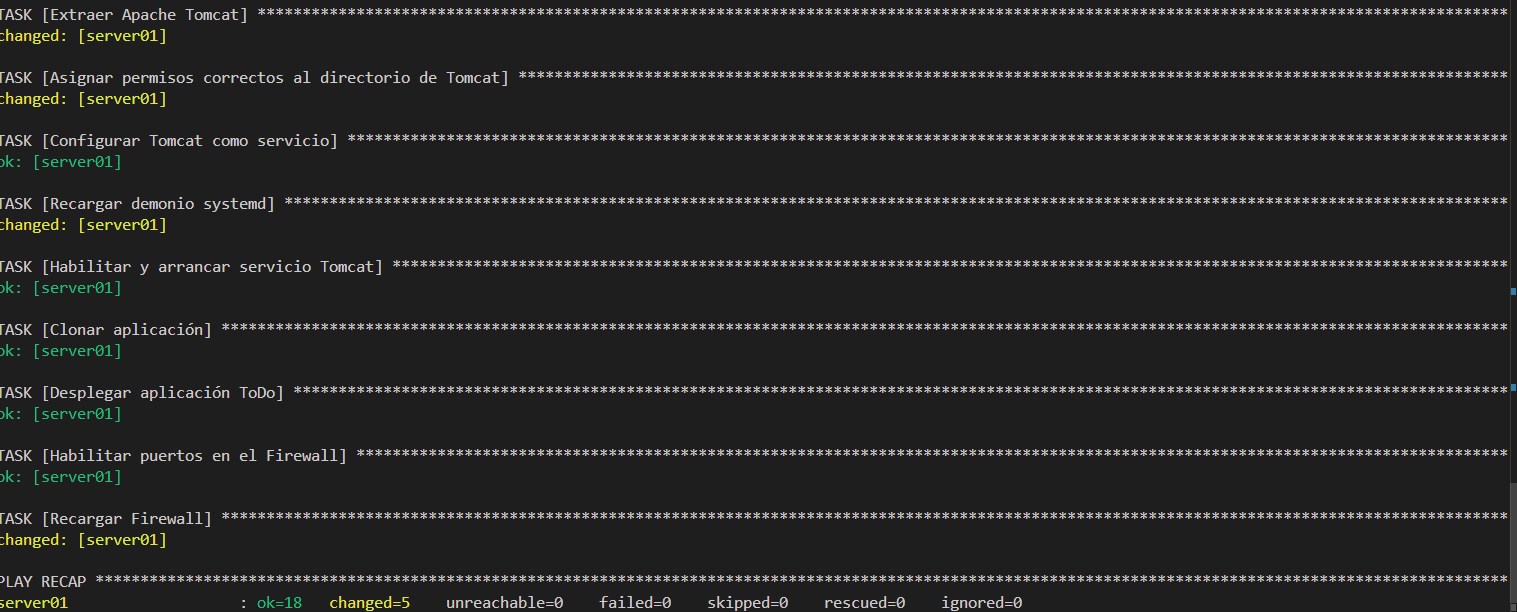 TASK [Extraer Apache Tomcat] *******************************************************************************************************************************************
changed: [server01]
TASK [Asignar permisos correctos al directorio de Tomcat] **************************************************************************************************************
changed: [server01]
TASK [Configurar Tomcat como servicio] *********************************************************************************************************************************
ok: [server01]
TASK [Recargar demonio systemd] ****************************************************************************************************************************************
changed: [server01]
TASK [Habilitar y arrancar servicio Tomcat] ****************************************************************************************************************************
ok: [server01]
TASK [Clonar aplicación] ***********************************************************************************************************************************************
ok: [server01]
TASK [Desplegar aplicación ToDo] ***************************************************************************************************************************************
ok: [server01]
TASK [Habilitar puertos en el Firewall] ********************************************************************************************************************************
ok: [server01]
TASK [Recargar Firewall] ***********************************************************************************************************************************************
changed: [server01]
PLAY RECAP *************************************************************************************************************************************************************
server01                   : ok=18   changed=5    unreachable=0    failed=0    skipped=0    rescued=0    ignored=0